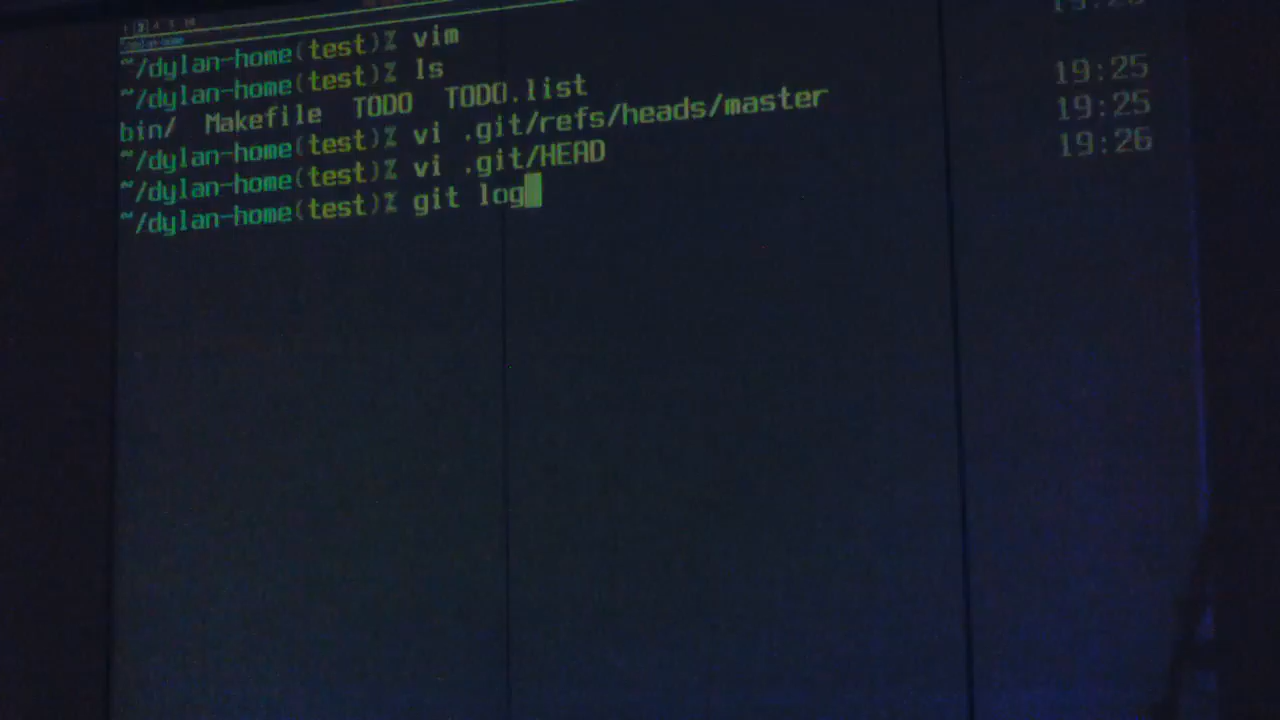 ~/dylan-home(test)% vim
~/dylan-home(test)% ls 19:25
bin/ Makefile TODO TODO.list
~/dylan-home(test)% vi .git/refs/heads/master 19:25
~/dylan-home(test)% vi .git/HEAD 19:26
~/dylan-home(test)% git log